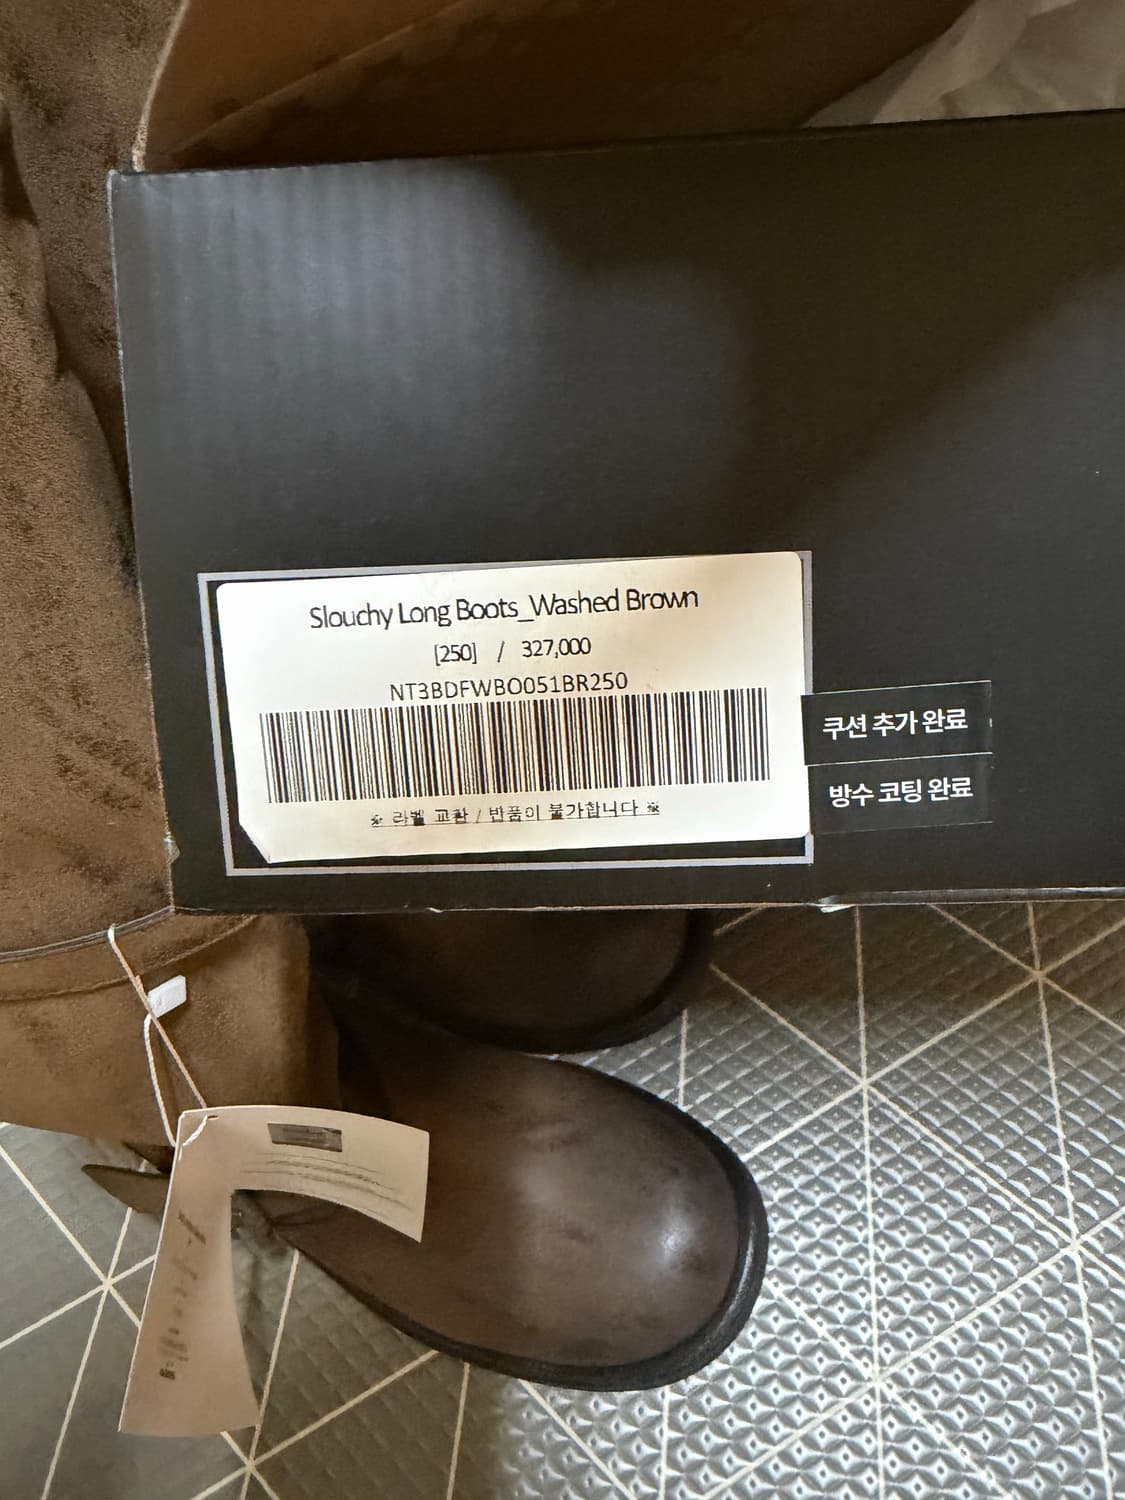 Slouchy Long Boots_Washed Brown
[250] / 327,000
NT3BDFWBO051BR250
※ 라벨 교환 / 반품이 불가합니다 ※
쿠션 추가 완료
방수 코팅 완료